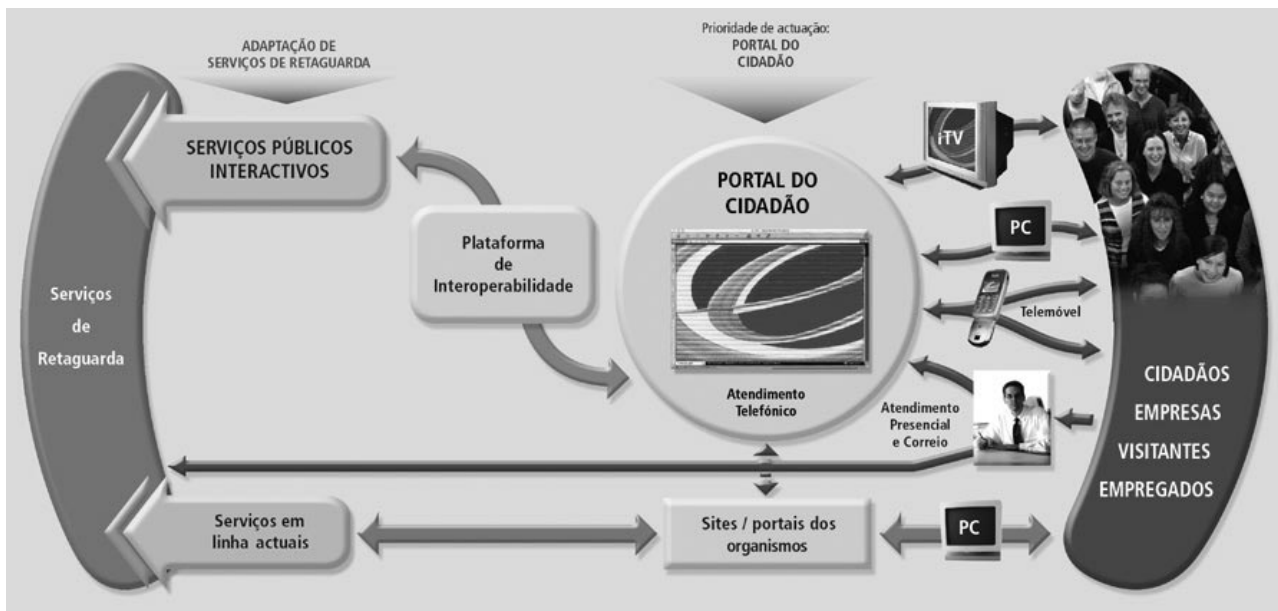 ADAPTAÇÃO DE
SERVIÇOS DE RETAGUARDA
Prioridade de actuação:
PORTAL DO
CIDADÃO
SERVIÇOS PÚBLICOS
INTERACTIVOS
Plataforma
de
Interoperabilidade
PORTAL DO
CIDADÃO
Atendimento
Telefónico
iTV
PC
Telemóvel
Atendimento
Presencial
e Correio
Serviços
de
Retaguarda
CIDADÃOS
EMPRESAS
VISITANTES
EMPREGADOS
Serviços em
linha actuais
Sites / portais dos
organismos
PC